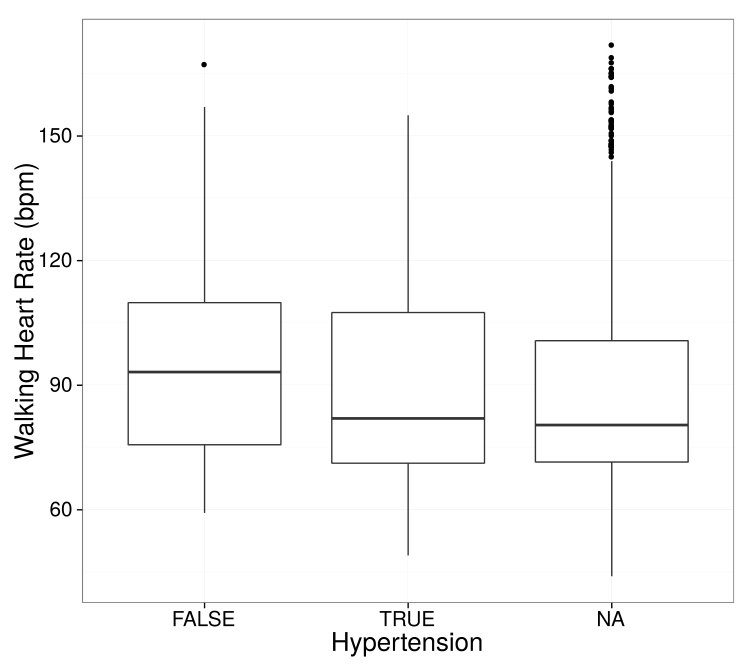 Walking Heart Rate (bpm)
150
120
90
60
FALSE TRUE NA
Hypertension